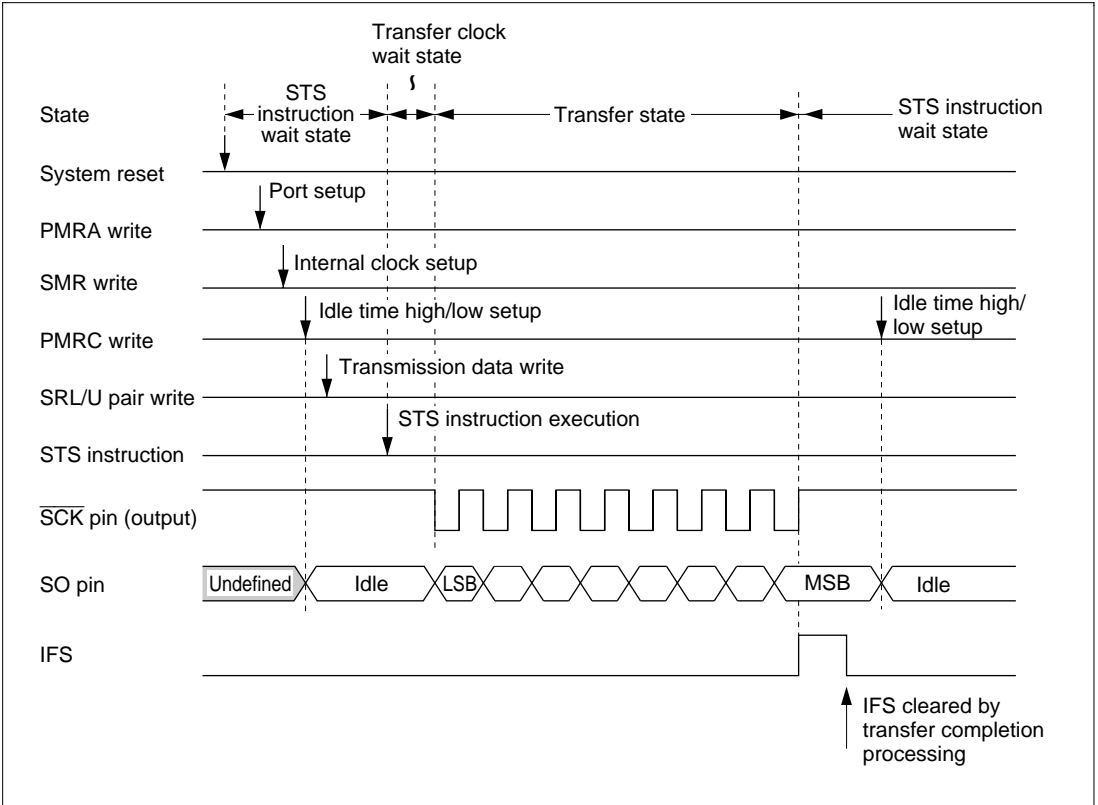 Transfer clock
wait state
State
STS
instruction
wait state
Transfer state
STS instruction
wait state
System reset
Port setup
PMRA write
Internal clock setup
SMR write
Idle time high/low setup
Idle time high/
low setup
PMRC write
Transmission data write
SRL/U pair write
STS instruction execution
STS instruction
SCK pin (output)
SO pin
Undefined
Idle
LSB
MSB
Idle
IFS
IFS cleared by
transfer completion
processing